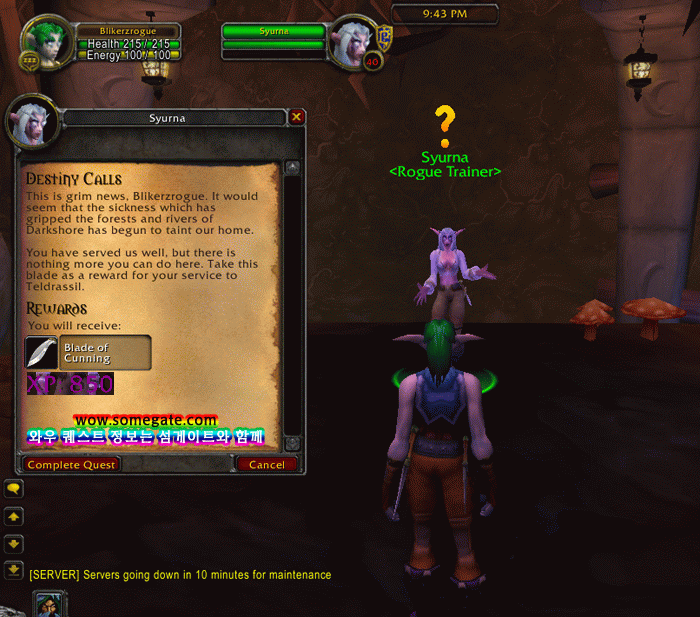 9:43 PM
Blikerzrogue
Health 215 / 215
Energy 100 / 100
zzz
Syurna
40
Syurna
Syurna
<Rogue Trainer>
Destiny Calls
This is grim news, Blikerzrogue. It would
seem that the sickness which has
gripped the forests and rivers of
Darkshore has begun to taint our home.
You have served us well, but there is
nothing more you can do here. Take this
blade as a reward for your service to
Teldrassil.
Rewards
You will receive:
Blade of
Cunning
XP: 850
www.somegate.com
와우 퀘스트 정보는 섬게이트와 함께
Complete Quest
Cancel
[SERVER] Servers going down in 10 minutes for maintenance